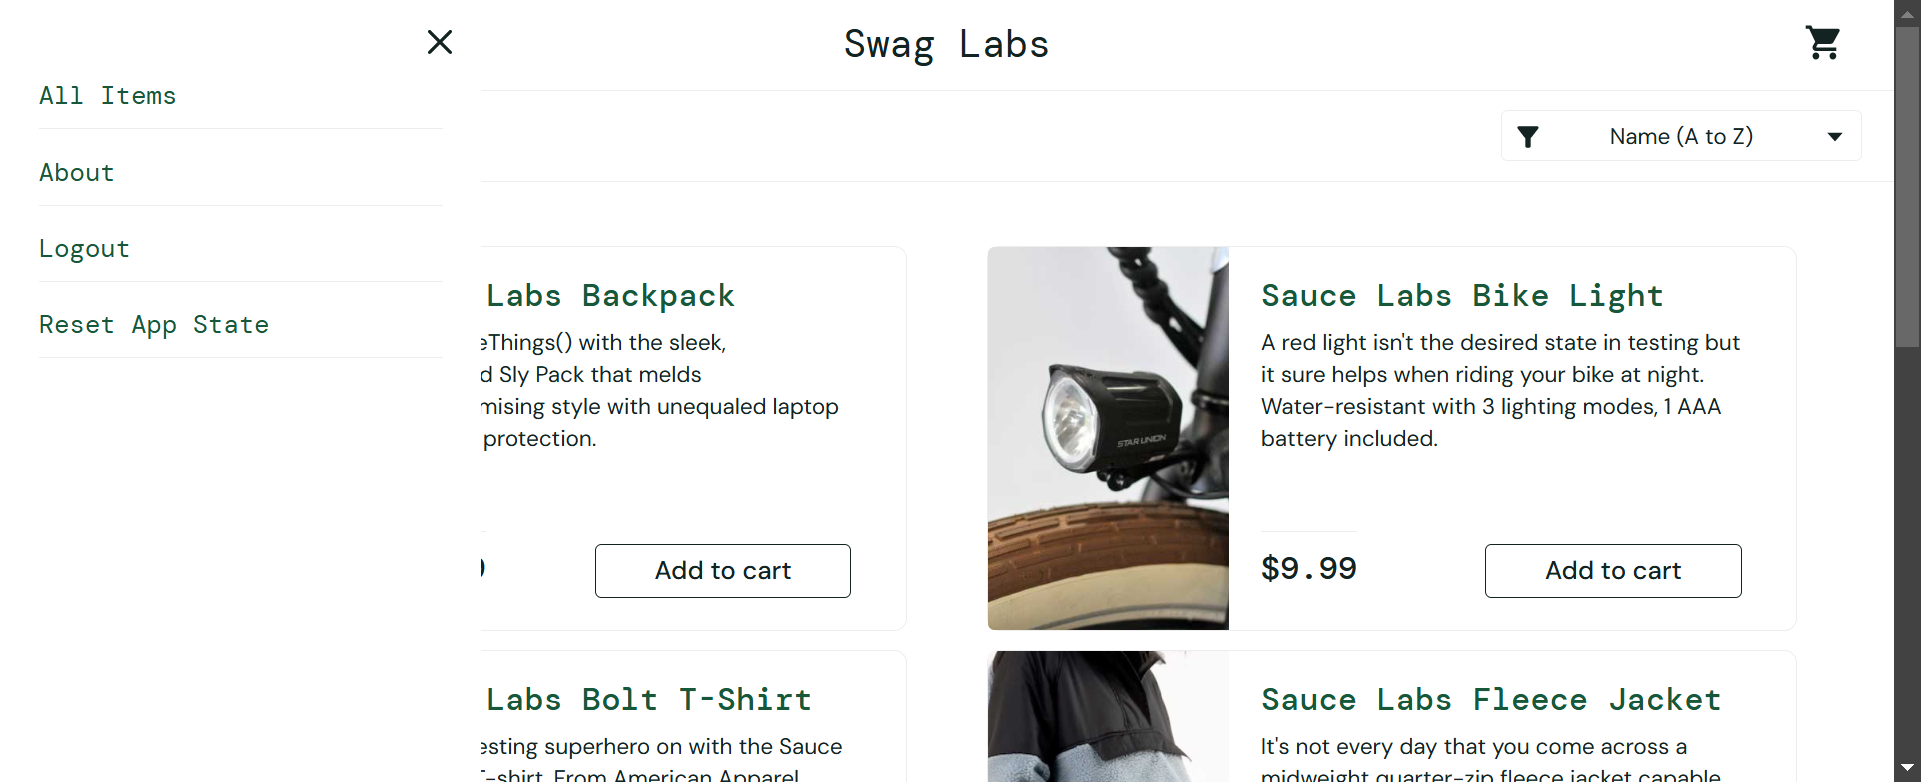 Swag Labs
All Items
About
Logout
Reset App State
Name (A to Z)
Labs Backpack
eThings() with the sleek,
d Sly Pack that melds
mising style with unequaled laptop
protection.
Add to cart
Sauce Labs Bike Light
A red light isn't the desired state in testing but
it sure helps when riding your bike at night.
Water-resistant with 3 lighting modes, 1 AAA
battery included.
STAR UNION
$9.99
Add to cart
Labs Bolt T-Shirt
esting superhero on with the Sauce
T-shirt. From American Apparel
Sauce Labs Fleece Jacket
It's not every day that you come across a
midweight quarter-zip fleece jacket capable